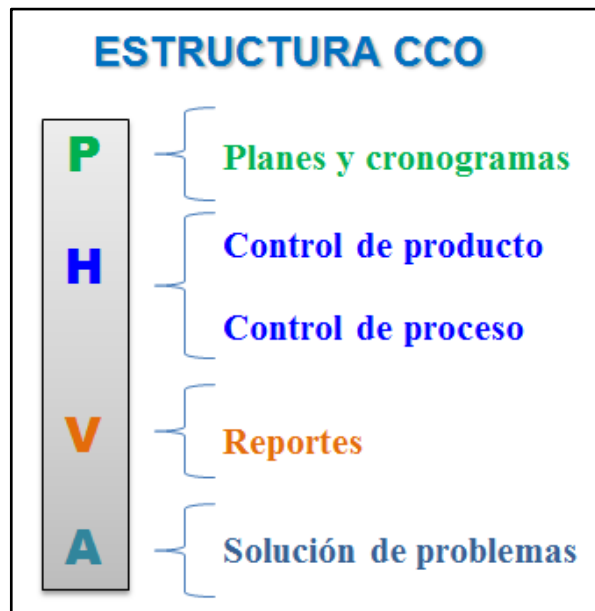 ESTRUCTURA CCO
P
Planes y cronogramas
H
Control de producto
Control de proceso
V
Reportes
A
Solución de problemas